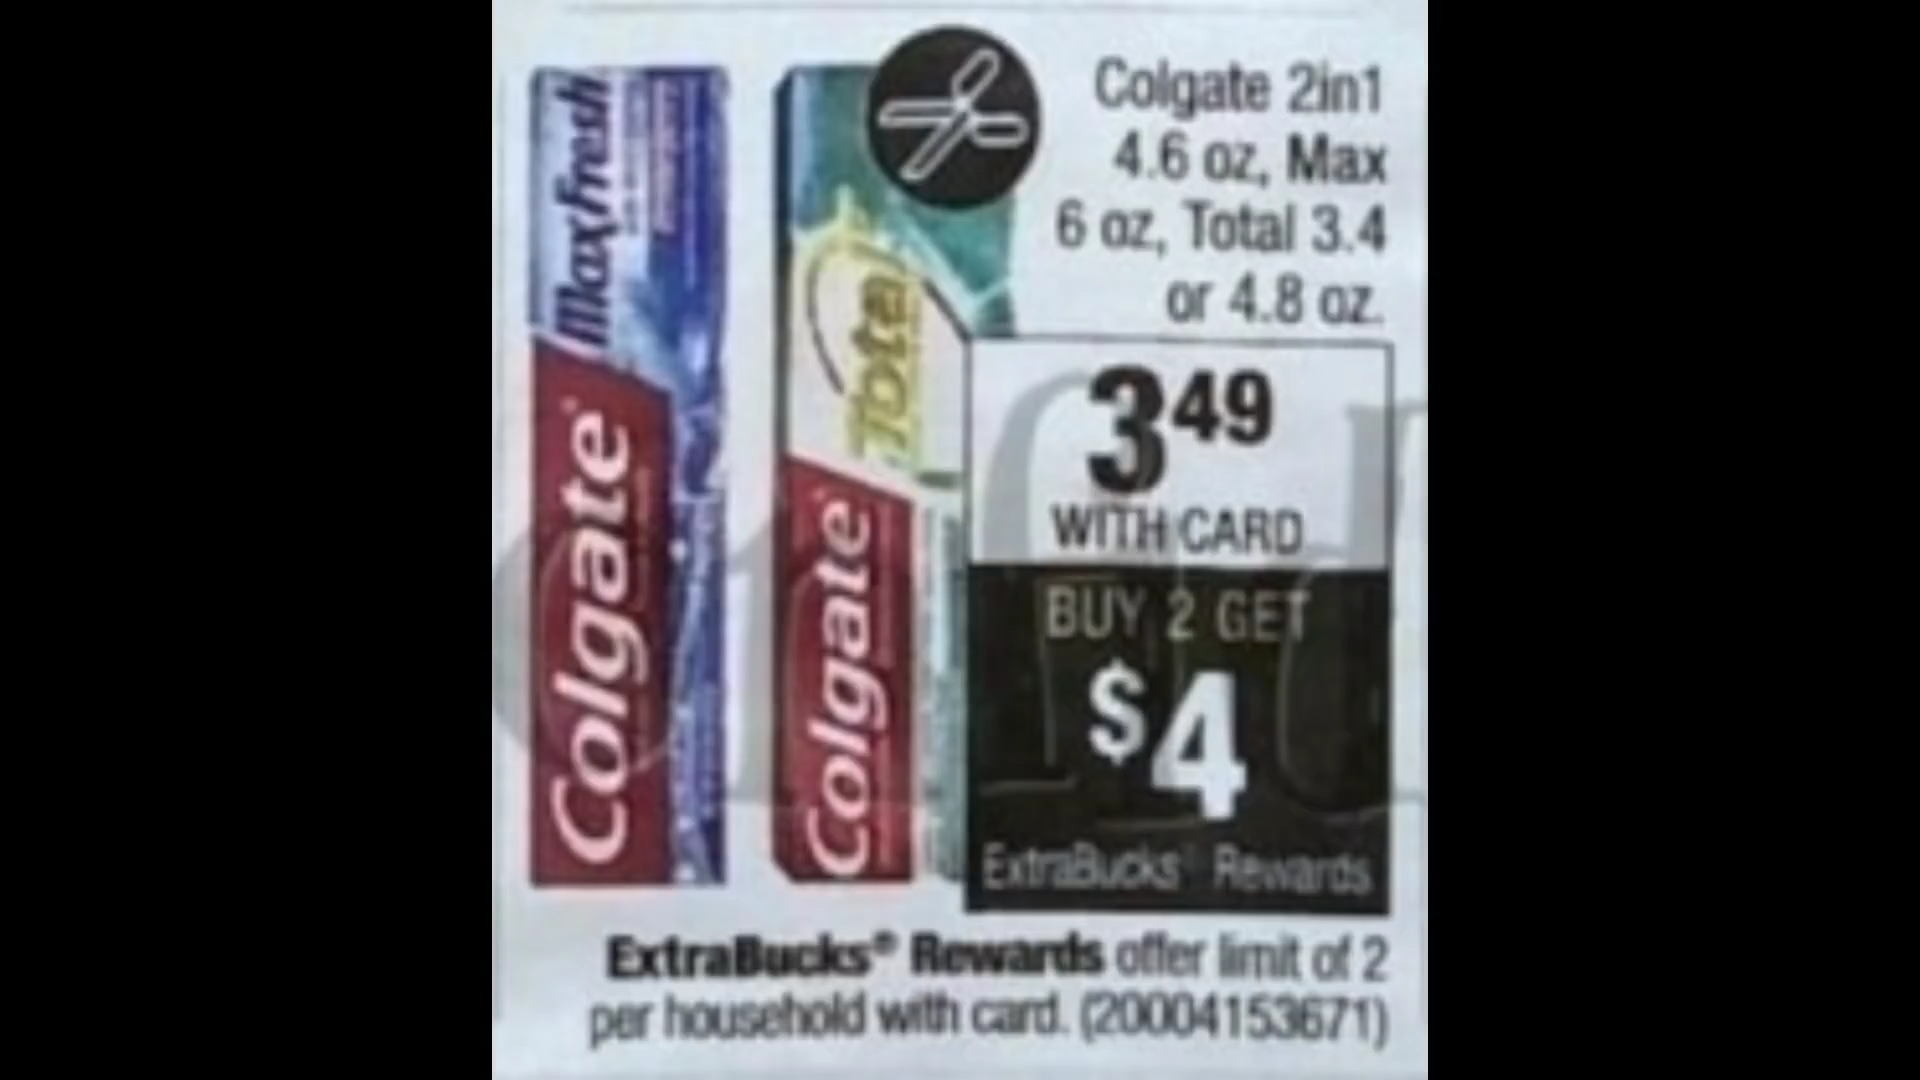 Colgate 2in1
4.6 oz, Max
6 oz, Total 3.4
or 4.8 oz.
MaxFresh
Colgate
Total
Colgate
3 49
WITH CARD
BUY 2 GET
$4
ExtraBucks Rewards
ExtraBucks® Rewards offer limit of 2
per household with card. (20004153671)